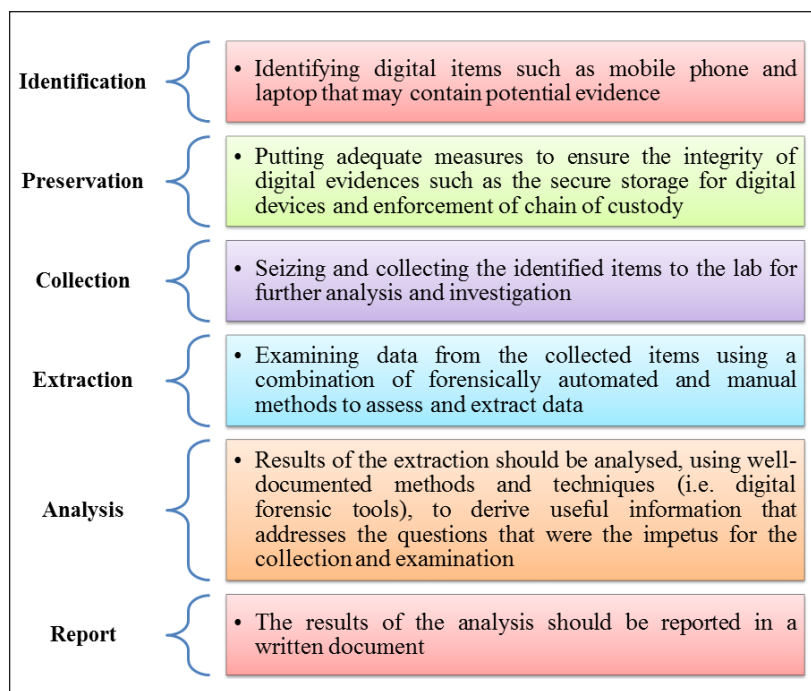 Identification
• Identifying digital items such as mobile phone and
laptop that may contain potential evidence
Preservation
• Putting adequate measures to ensure the integrity of
digital evidences such as the secure storage for digital
devices and enforcement of chain of custody
Collection
• Seizing and collecting the identified items to the lab for
further analysis and investigation
Extraction
• Examining data from the collected items using a
combination of forensically automated and manual
methods to assess and extract data
Analysis
• Results of the extraction should be analysed, using well-
documented methods and techniques (i.e. digital
forensic tools), to derive useful information that
addresses the questions that were the impetus for the
collection and examination
Report
• The results of the analysis should be reported in a
written document